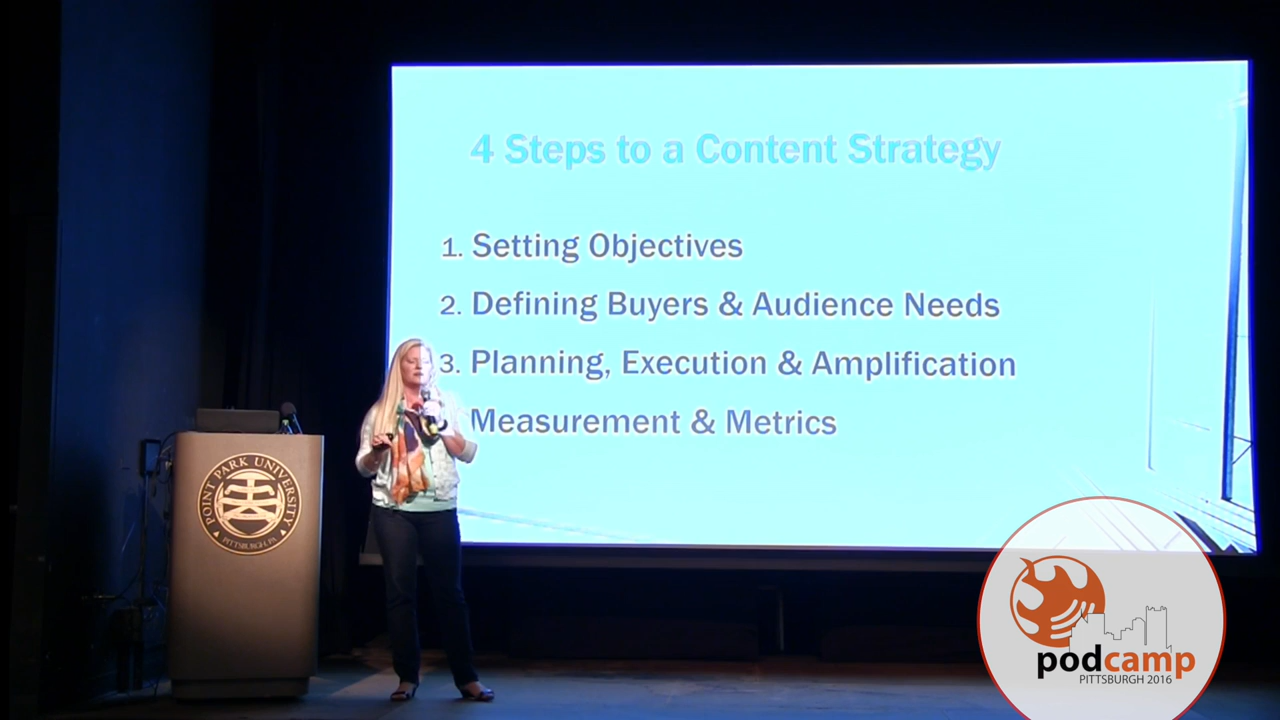 4 Steps to a Content Strategy
1. Setting Objectives
2. Defining Buyers & Audience Needs
3. Planning, Execution & Amplification
Measurement & Metrics
POINT PARK UNIVERSITY
PITTSBURGH, PA
podcamp
PITTSBURGH 2016